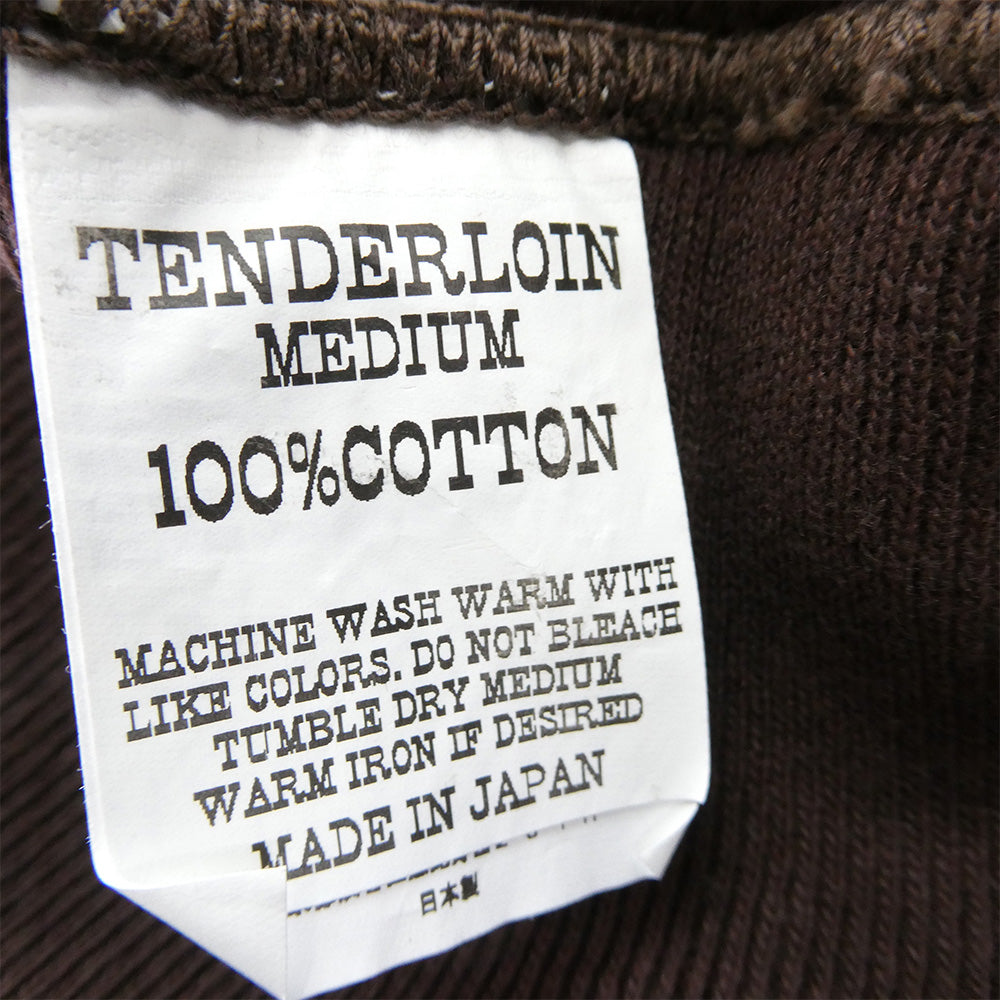 TENDERLOIN
MEDIUM
100%COTTON
MACHINE WASH WARM WITH
LIKE COLORS. DO NOT BLEACH
TUMBLE DRY MEDIUM
WARM IRON IF DESIRED
MADE IN JAPAN
日本製